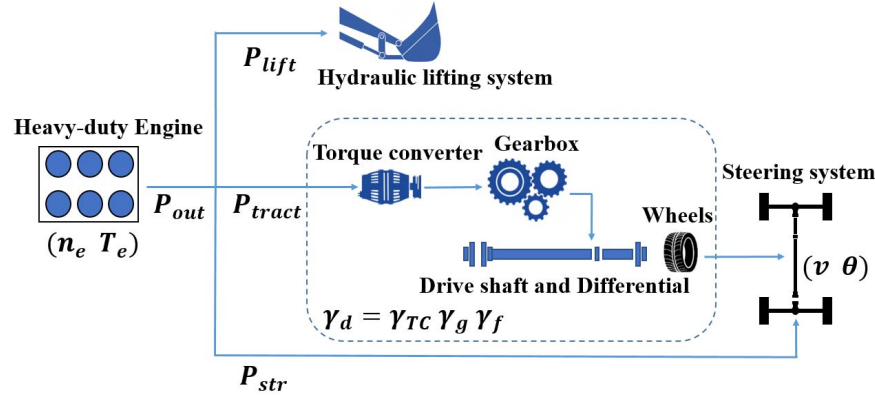 P_lift
Hydraulic lifting system
Heavy-duty Engine
Torque converter
Gearbox
Steering system
P_out
P_tract
Wheels
(n_e T_e)
(v θ)
Drive shaft and Differential
γ_d = γ_TC γ_g γ_f
P_str